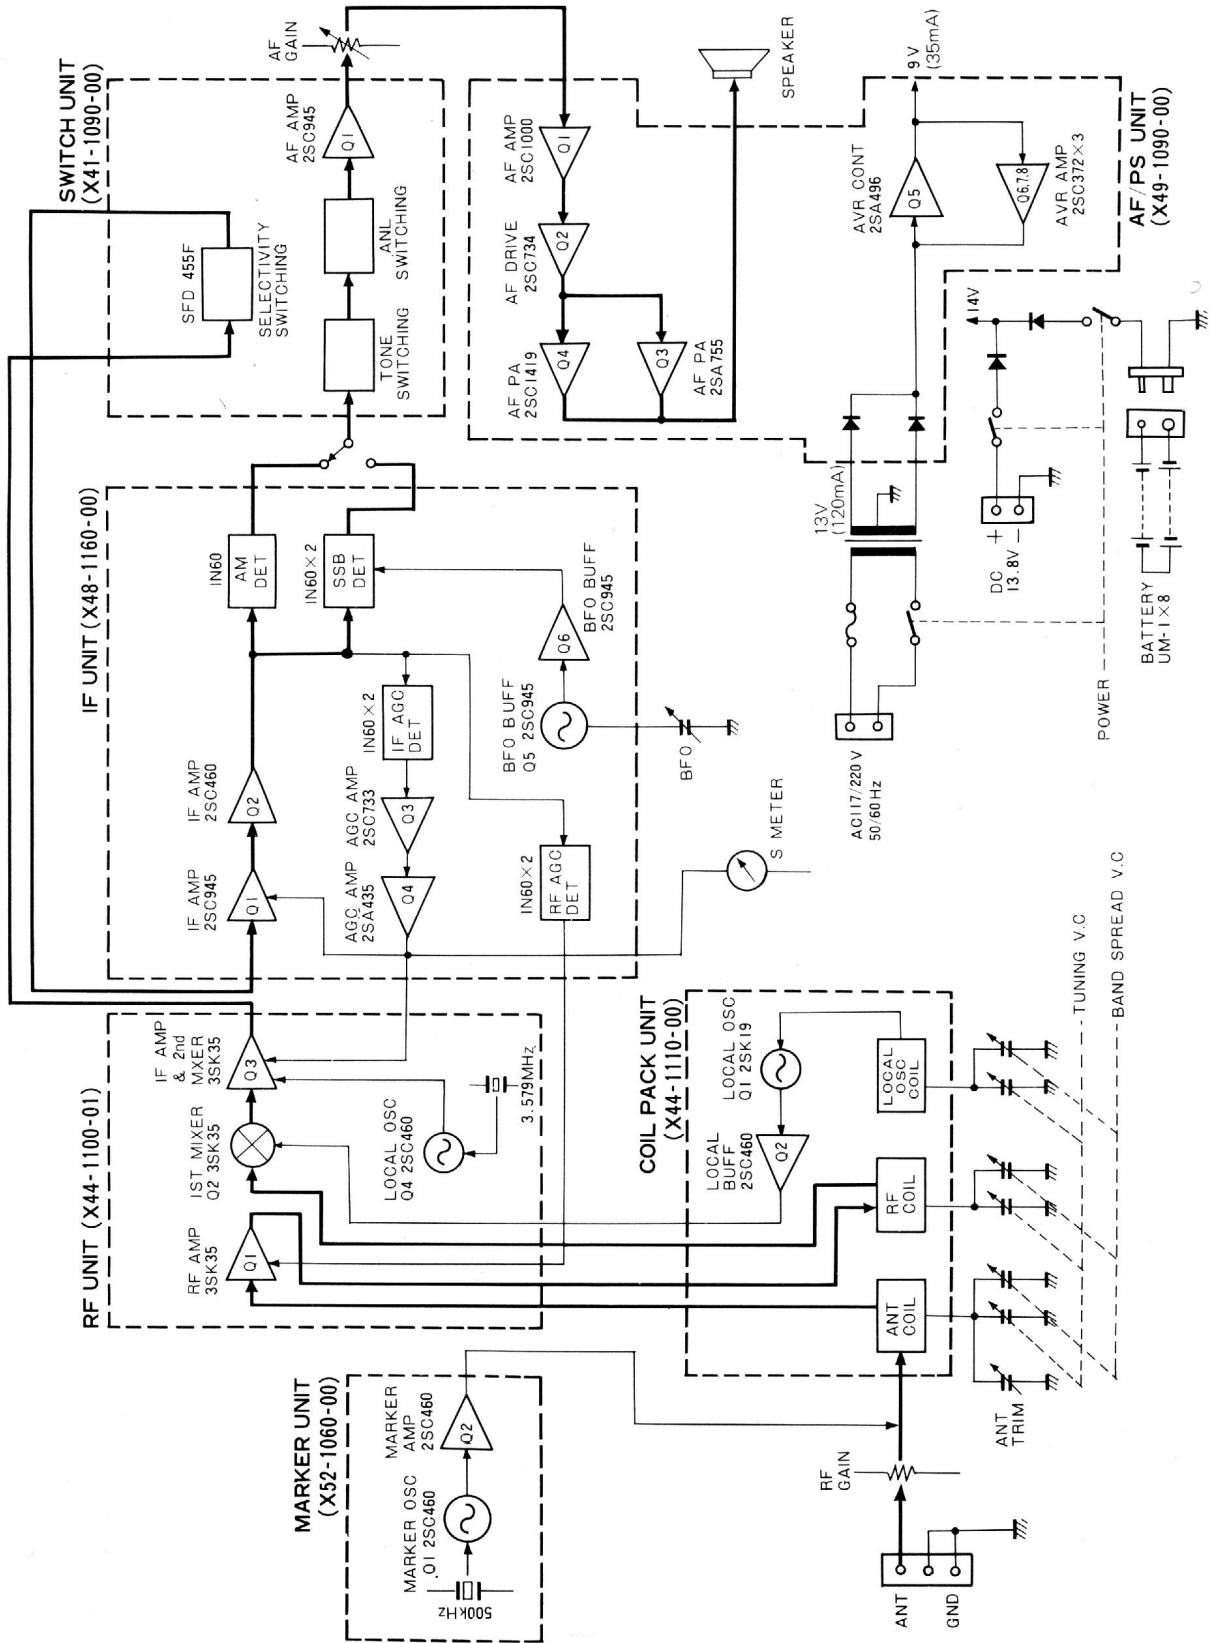 MARKER UNIT
(X52-1060-00)
MARKER OSC
Q1 2SC460
500kHz
MARKER
AMP
2SC460
Q2
RF UNIT (X44-1100-01)
RF AMP
3SK35
Q1
IST MIXER
Q2 3SK35
IF AMP
& 2nd
MXER
3SK35
Q3
LOCAL OSC
Q4 2SC460
3.579MHz
IF UNIT (X48-1160-00)
IF AMP
2SC945
Q1
IF AMP
2SC460
Q2
IN60
AM
DET
IN60×2
SSB
DET
IN60×2
IF AGC
DET
AGC AMP
2SC733
Q3
AGC AMP
2SA435
Q4
IN60×2
RF AGC
DET
BFO BUFF
Q5 2SC945
BFO BUFF
2SC945
Q6
BFO
S METER
SWITCH UNIT
(X41-1090-00)
SFD 455F
SELECTIVITY
SWITCHING
TONE
SWITCHING
ANL
SWITCHING
AF AMP
2SC945
Q1
AF
GAIN
AF AMP
2SC1000
Q1
AF DRIVE
2SC734
Q2
AF PA
2SC1419
Q4
AF PA
2SA755
Q3
SPEAKER
AVR CONT
2SA496
Q5
9V
(35mA)
Q6,7,8
AVR AMP
2SC372×3
AF/PS UNIT
(X49-1090-00)
13V
(120mA)
AC117/220V
50/60Hz
14V
+
−
DC
13.8V
POWER
BATTERY
UM-1×8
COIL PACK UNIT
(X44-1110-00)
LOCAL OSC
Q1 2SK19
LOCAL
BUFF
2SC460
Q2
LOCAL
OSC
COIL
RF
COIL
ANT
COIL
ANT
TRIM
TUNING V.C
BAND SPREAD V.C
RF
GAIN
ANT
GND